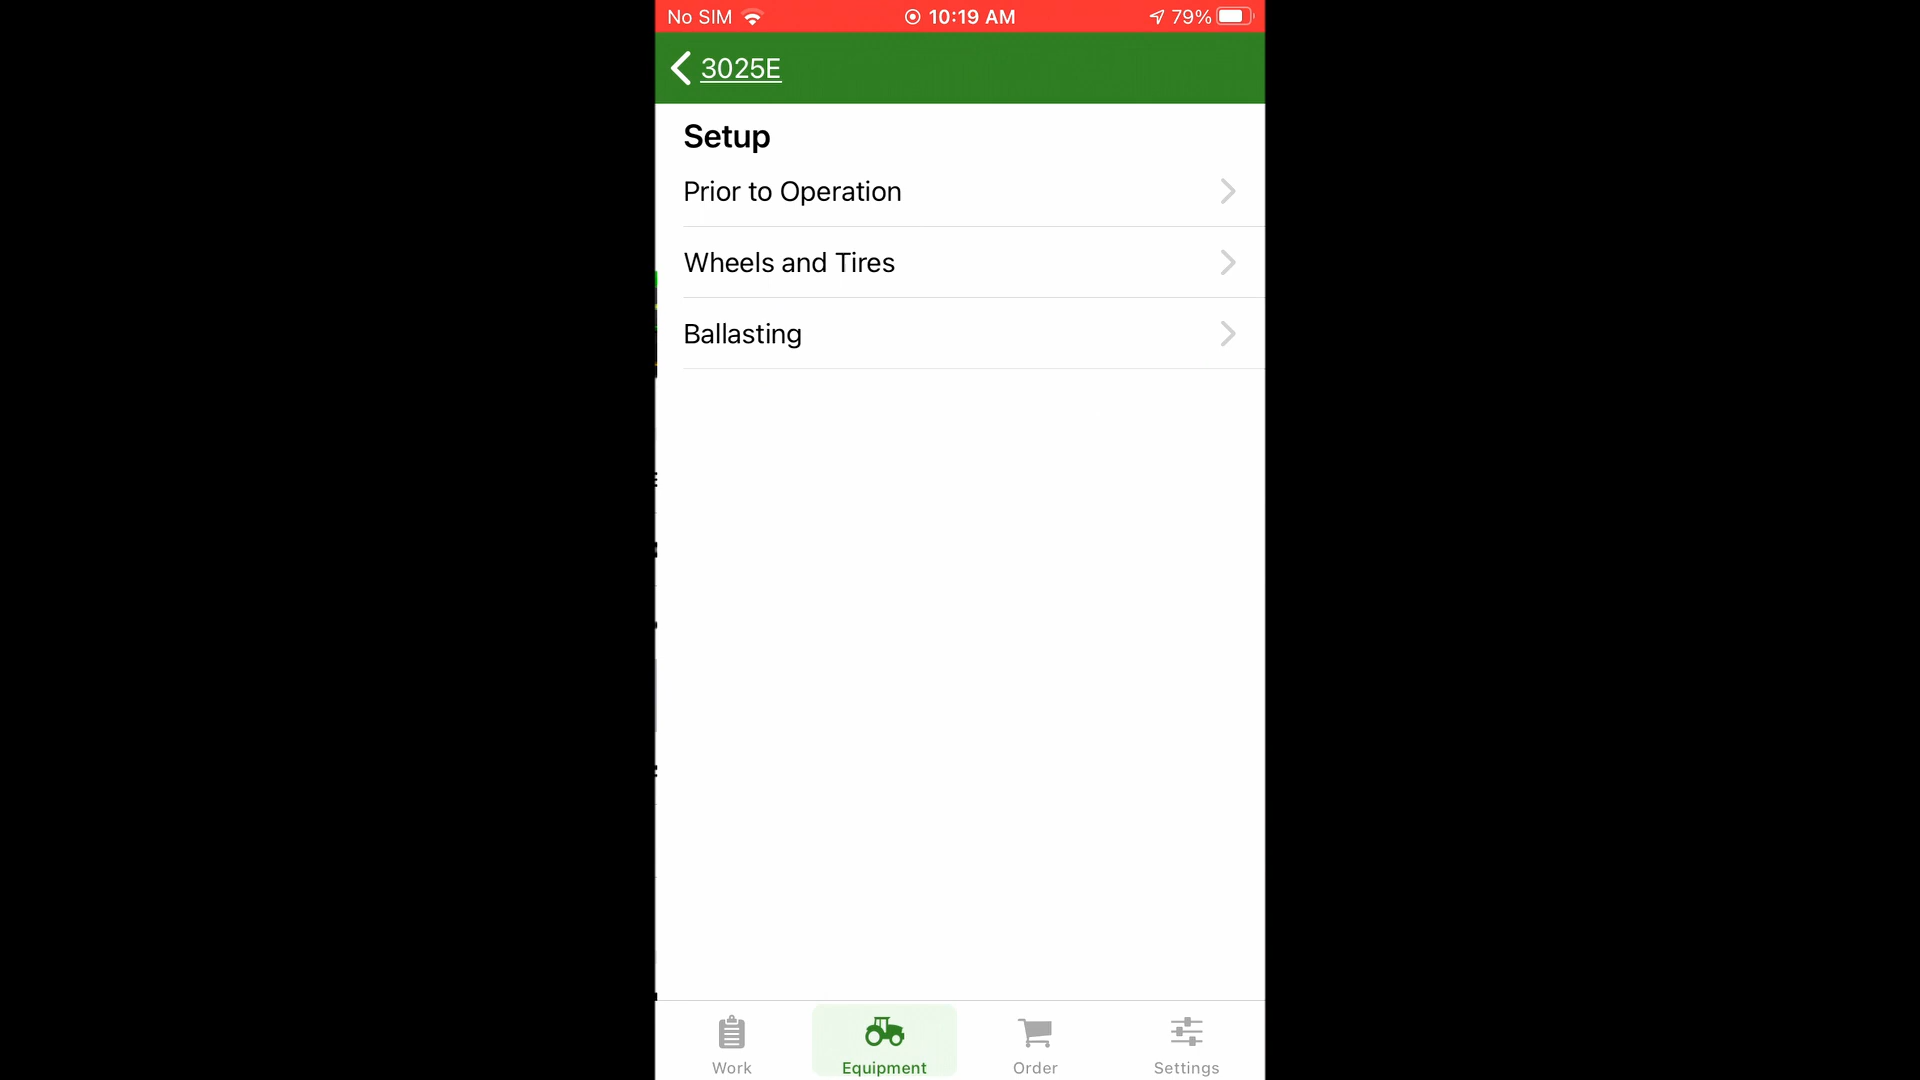 No SIM 10:19 AM 79%
3025E
Setup
Prior to Operation
Wheels and Tires
Ballasting
Work Equipment Order Settings